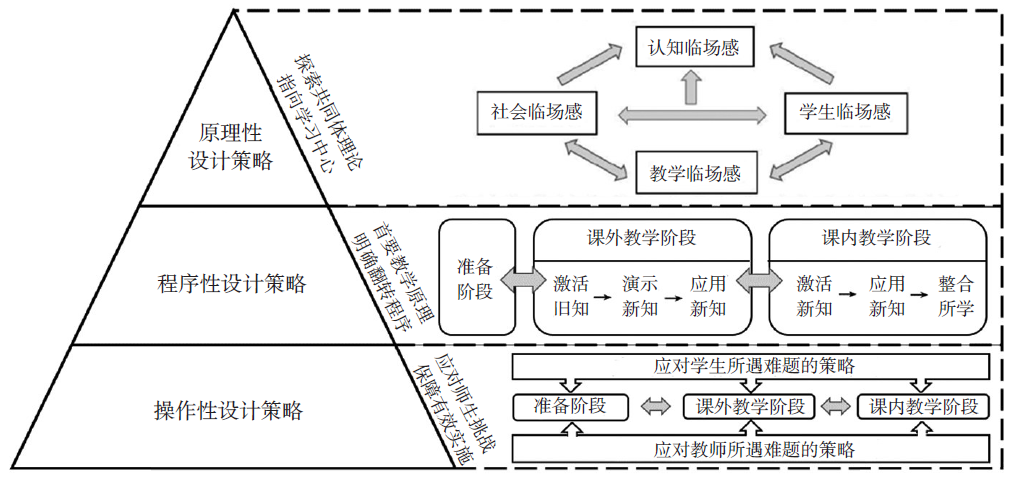 原理性
设计策略
探索共同体理论
指向学习中心
认知临场感
社会临场感
学生临场感
教学临场感
程序性设计策略
首要教学原理
明确翻转程序
准备
阶段
课外教学阶段
激活
旧知
演示
新知
应用
新知
课内教学阶段
激活
新知
应用
新知
整合
所学
操作性设计策略
应对师生挑战
保障有效实施
应对学生所遇难题的策略
准备阶段
课外教学阶段
课内教学阶段
应对教师所遇难题的策略